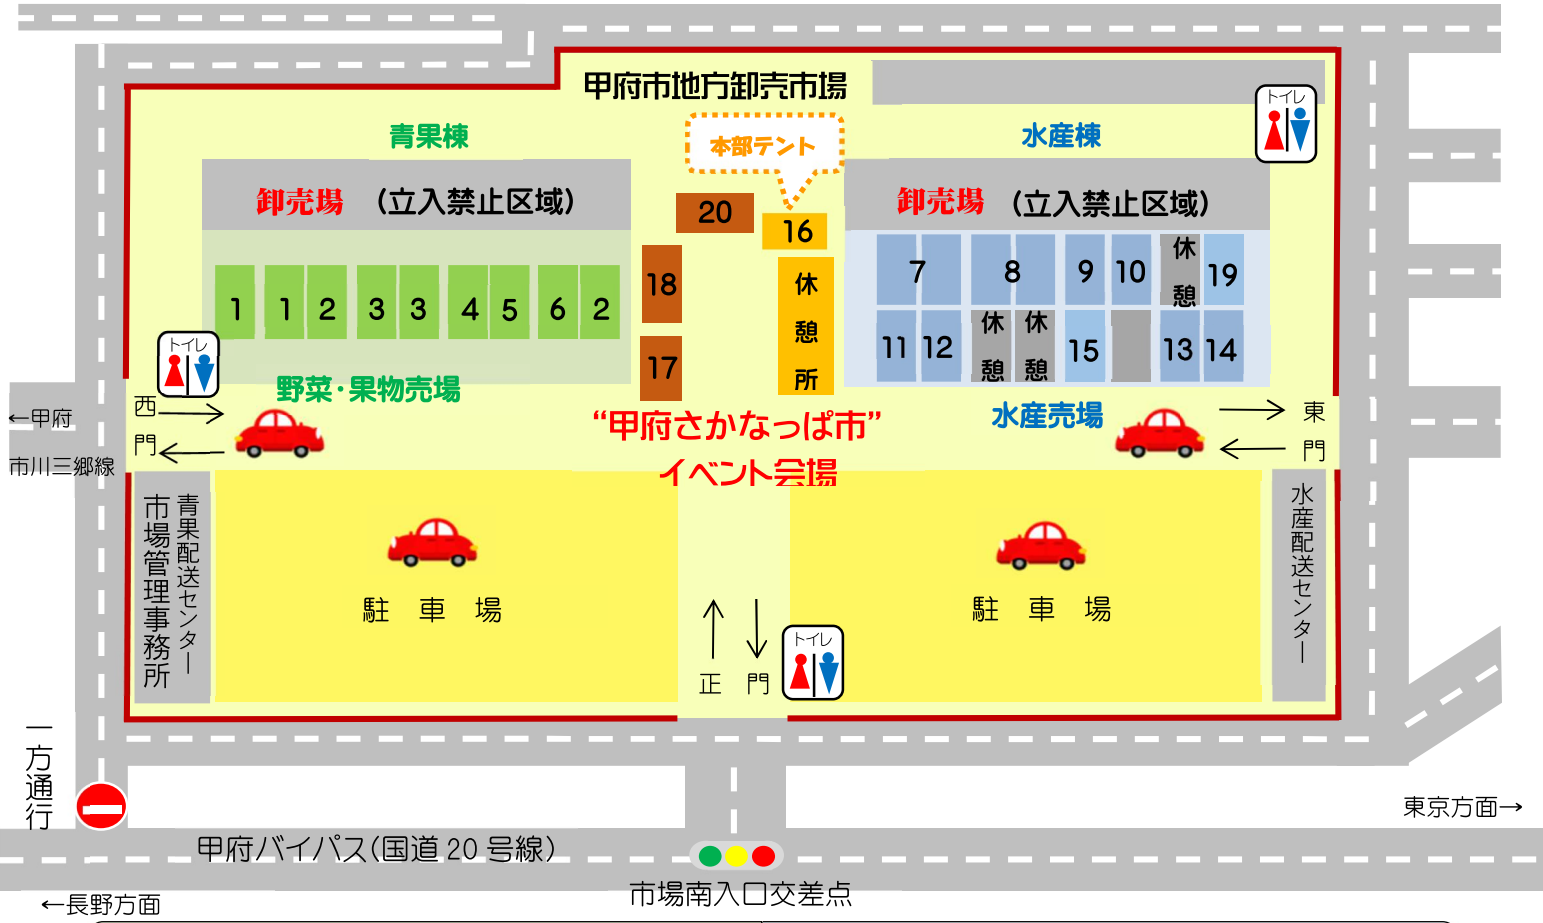 甲府市地方卸売市場
トイレ
青果棟
本部テント
水産棟
卸売場 (立入禁止区域)
卸売場 (立入禁止区域)
20
16
18
17
休憩所
1 1 2 3 3 4 5 6 2
7 8 9 10 休憩 19
11 12 休憩 休憩 15 13 14
トイレ
野菜・果物売場
水産売場
“甲府さかなっぱ市”
イベント会場
西
門
東
門
←甲府
市川三郷線
青果配送センター
市場管理事務所
水産配送センター
駐 車 場
駐 車 場
正 門
トイレ
一方通行
東京方面→
甲府バイパス(国道20号線)
市場南入口交差点
←長野方面